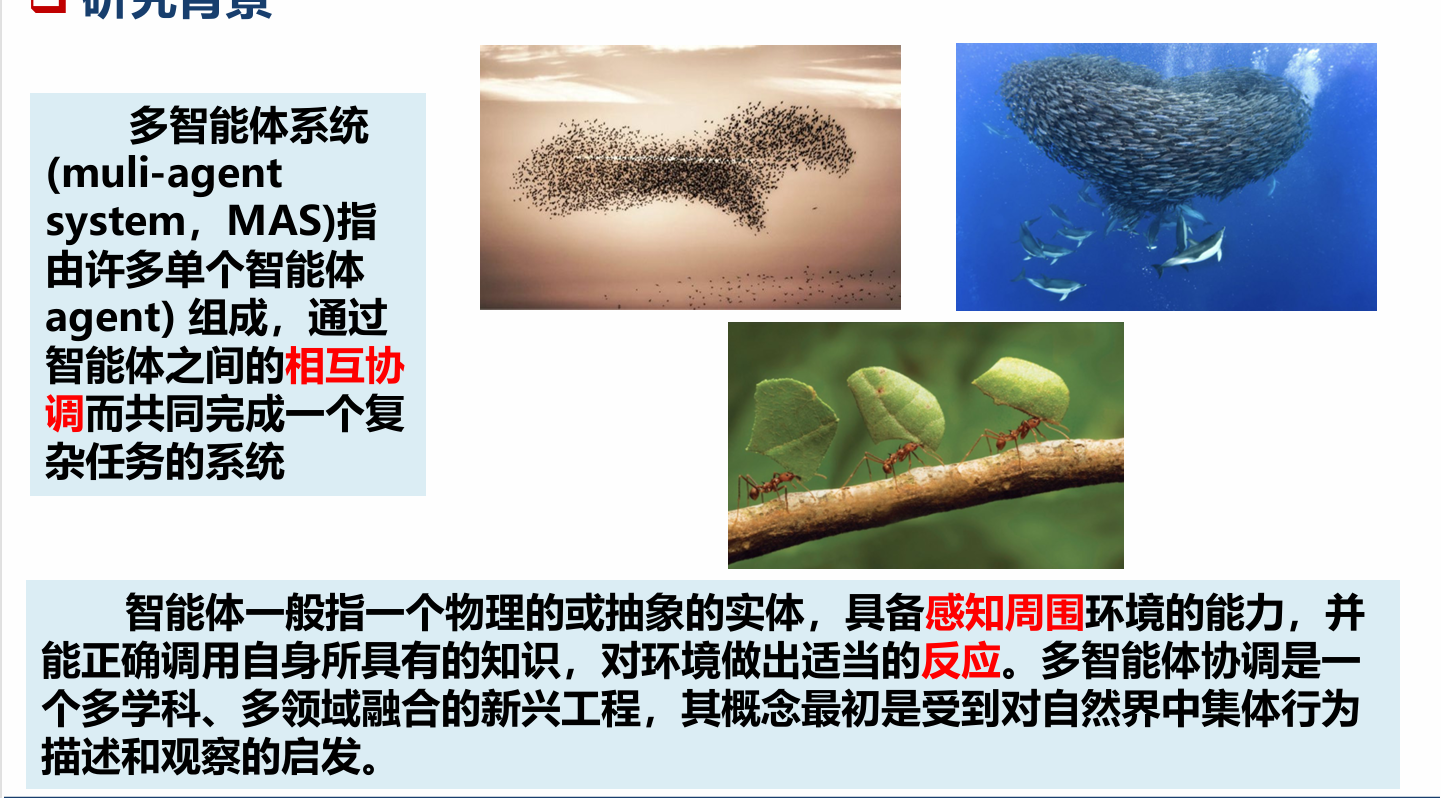 研究背景
多智能体系统
(muli-agent
system，MAS)指
由许多单个智能体
agent) 组成，通过
智能体之间的相互协
调而共同完成一个复
杂任务的系统
智能体一般指一个物理的或抽象的实体，具备感知周围环境的能力，并
能正确调用自身所具有的知识，对环境做出适当的反应。多智能体协调是一
个多学科、多领域融合的新兴工程，其概念最初是受到对自然界中集体行为
描述和观察的启发。